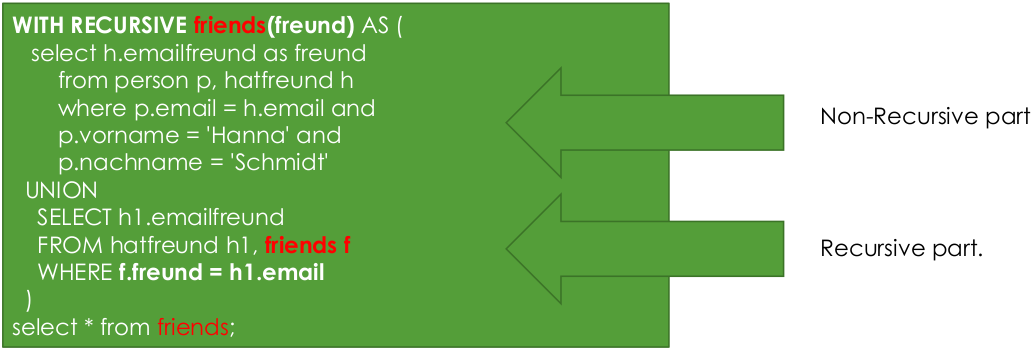 WITH RECURSIVE friends(freund) AS (
select h.emailfreund as freund
from person p, hatfreund h
where p.email = h.email and
p.vorname = 'Hanna' and
p.nachname = 'Schmidt'
UNION
SELECT h1.emailfreund
FROM hatfreund h1, friends f
WHERE f.freund = h1.email
)
select * from friends;
Non-Recursive part
Recursive part.